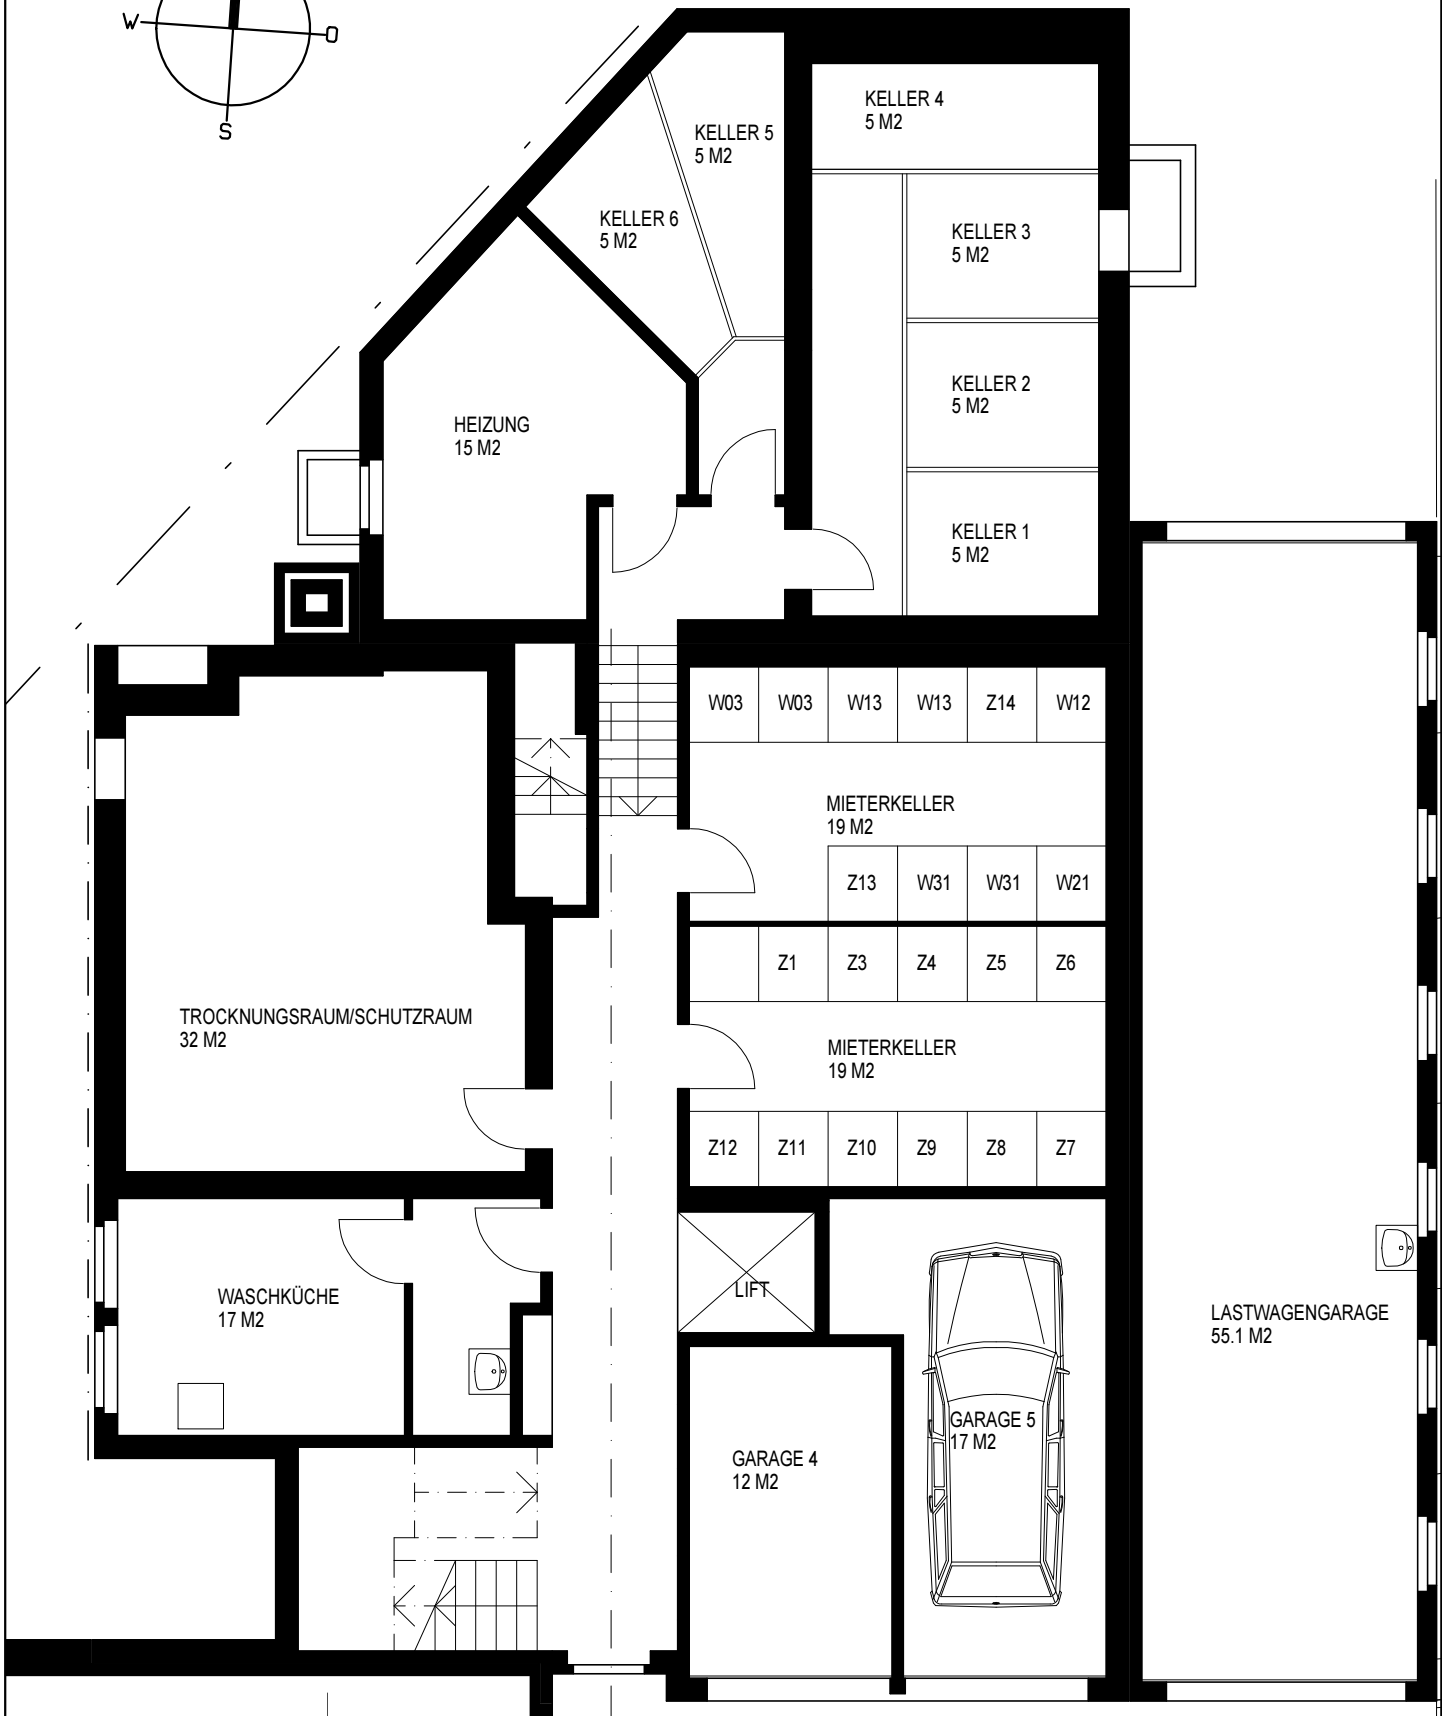 W
O
S
KELLER 4
5 M2
KELLER 5
5 M2
KELLER 6
5 M2
KELLER 3
5 M2
KELLER 2
5 M2
HEIZUNG
15 M2
KELLER 1
5 M2
W03 W03 W13 W13 Z14 W12
MIETERKELLER
19 M2
Z13 W31 W31 W21
Z1 Z3 Z4 Z5 Z6
TROCKNUNGSRAUM/SCHUTZRAUM
32 M2
MIETERKELLER
19 M2
Z12 Z11 Z10 Z9 Z8 Z7
LIFT
WASCHKÜCHE
17 M2
LASTWAGENGARAGE
55.1 M2
GARAGE 5
17 M2
GARAGE 4
12 M2